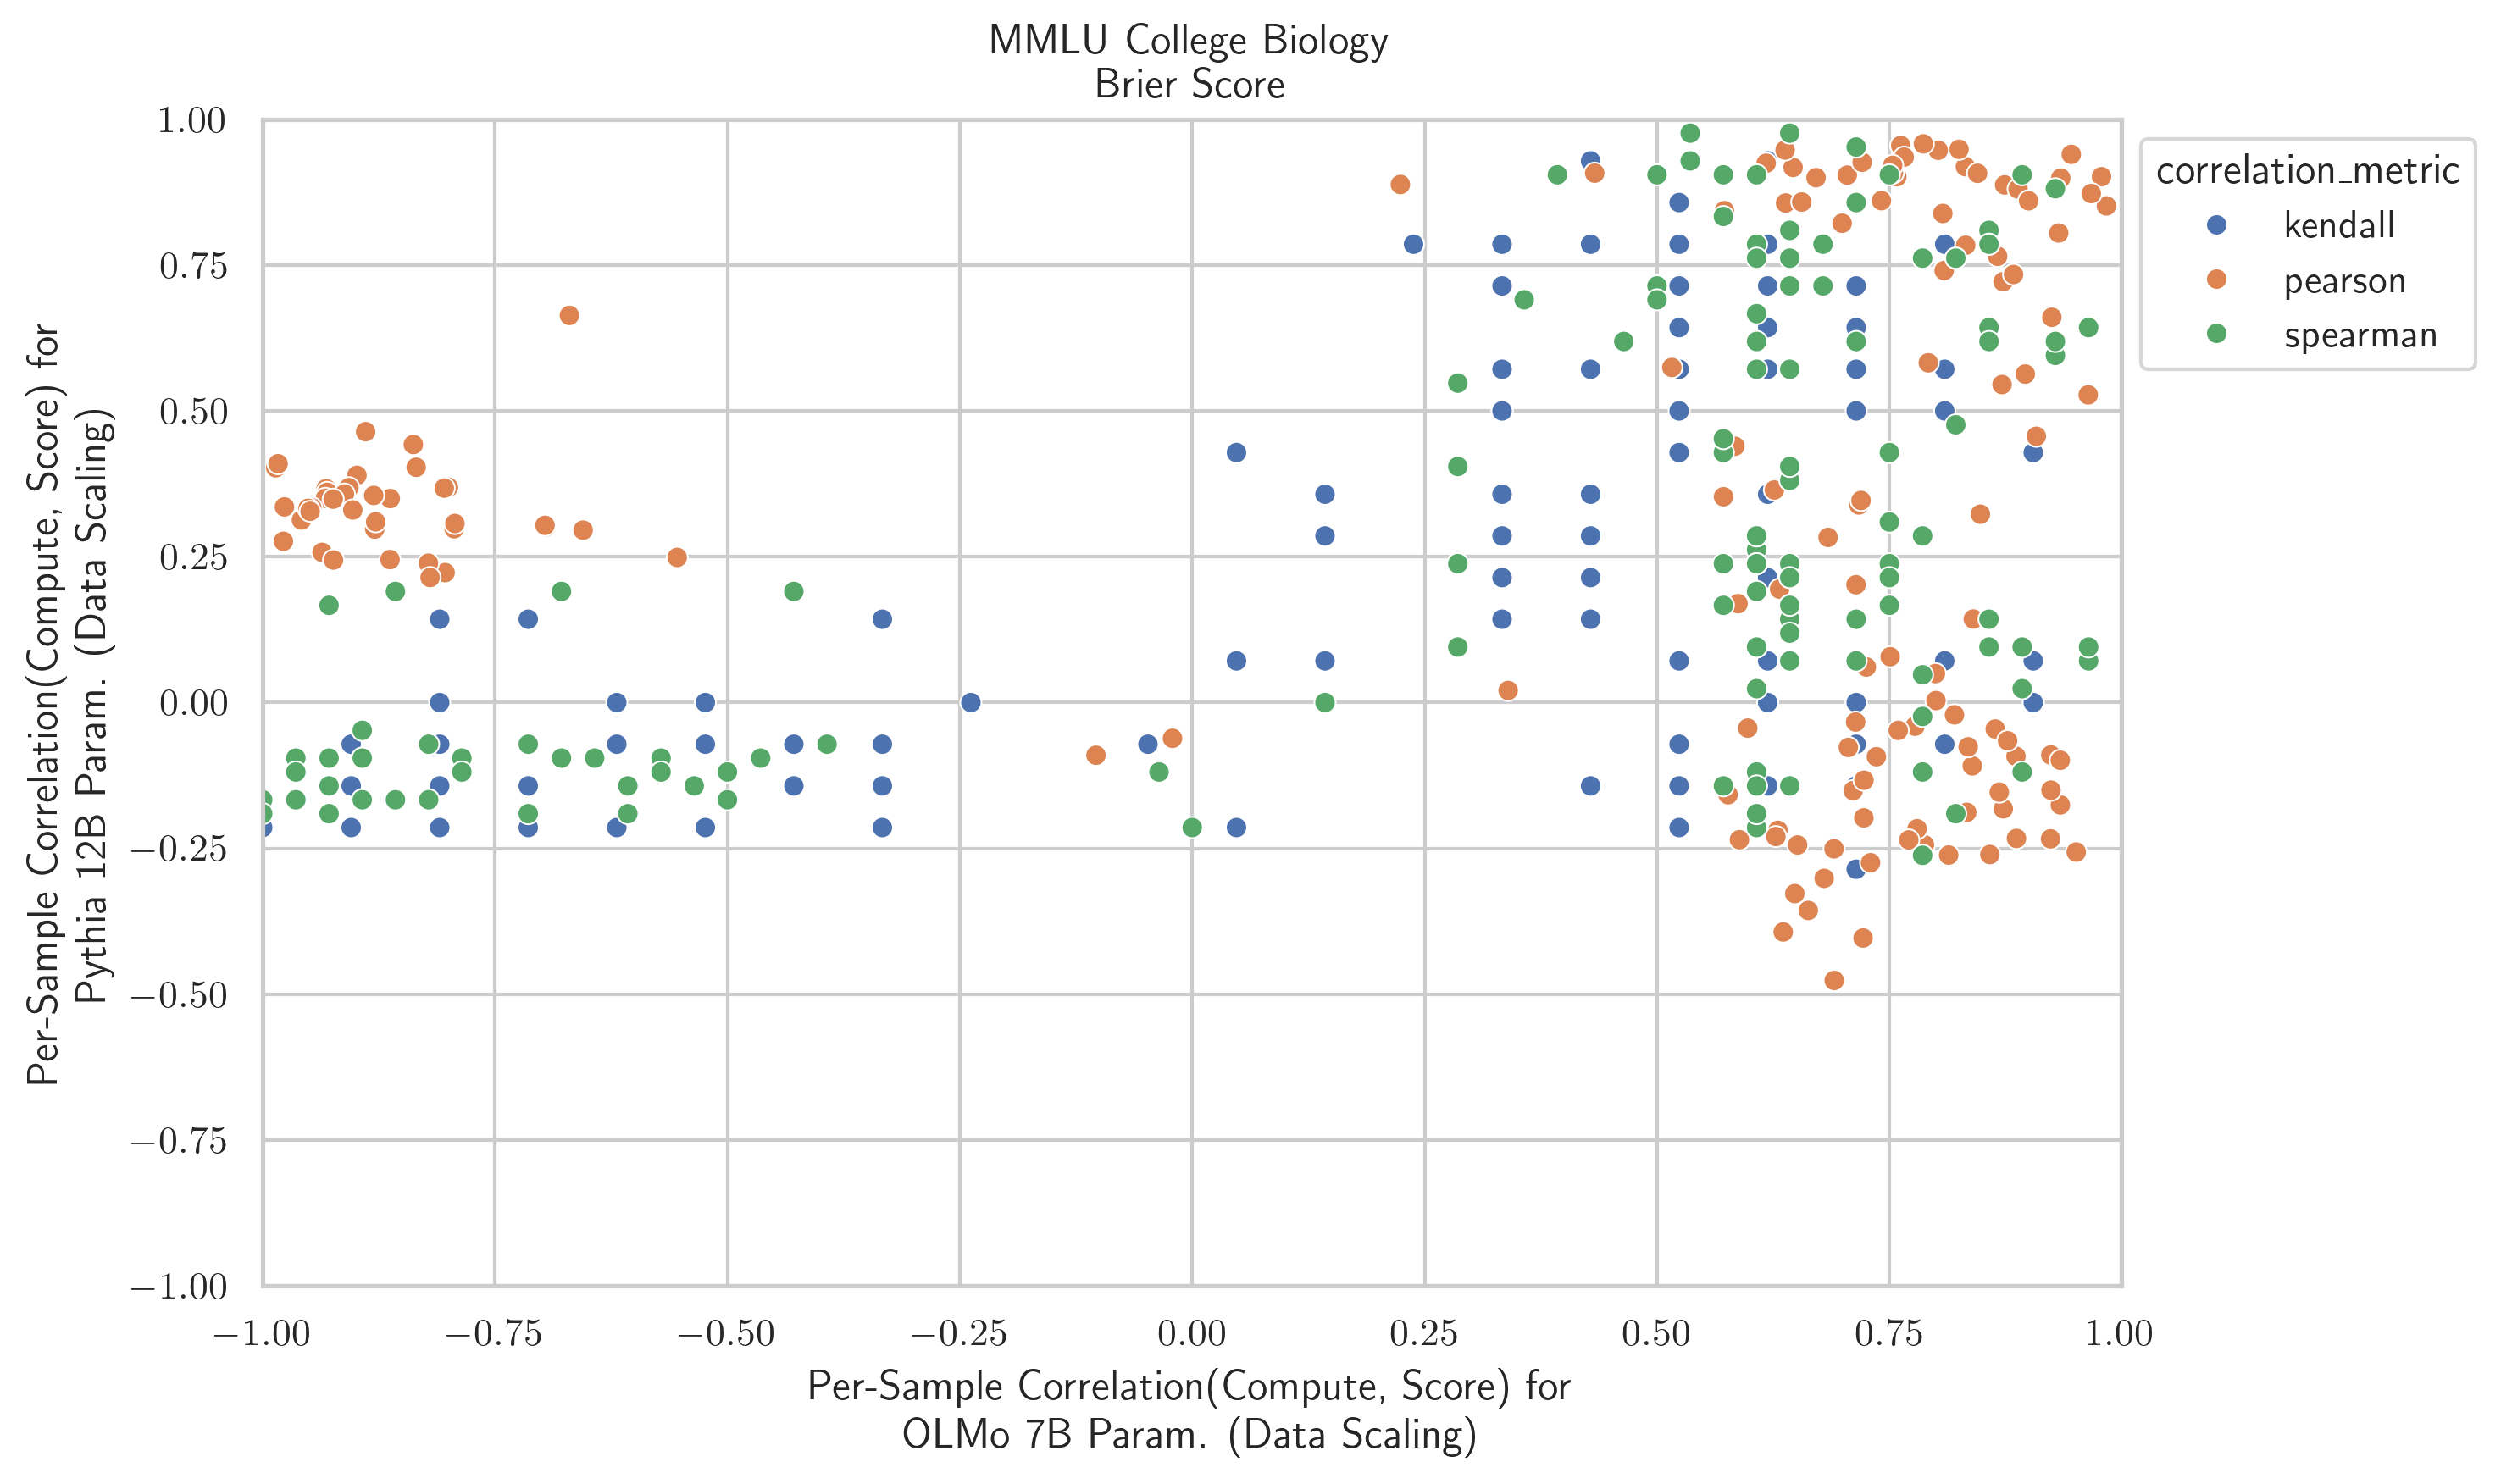 MMLU College Biology
Brier Score
1.00
0.75
0.50
0.25
0.00
−0.25
−0.50
−0.75
−1.00
Per-Sample Correlation(Compute, Score) for
Pythia 12B Param. (Data Scaling)
correlation_metric
kendall
pearson
spearman
−1.00 −0.75 −0.50 −0.25 0.00 0.25 0.50 0.75 1.00
Per-Sample Correlation(Compute, Score) for
OLMo 7B Param. (Data Scaling)